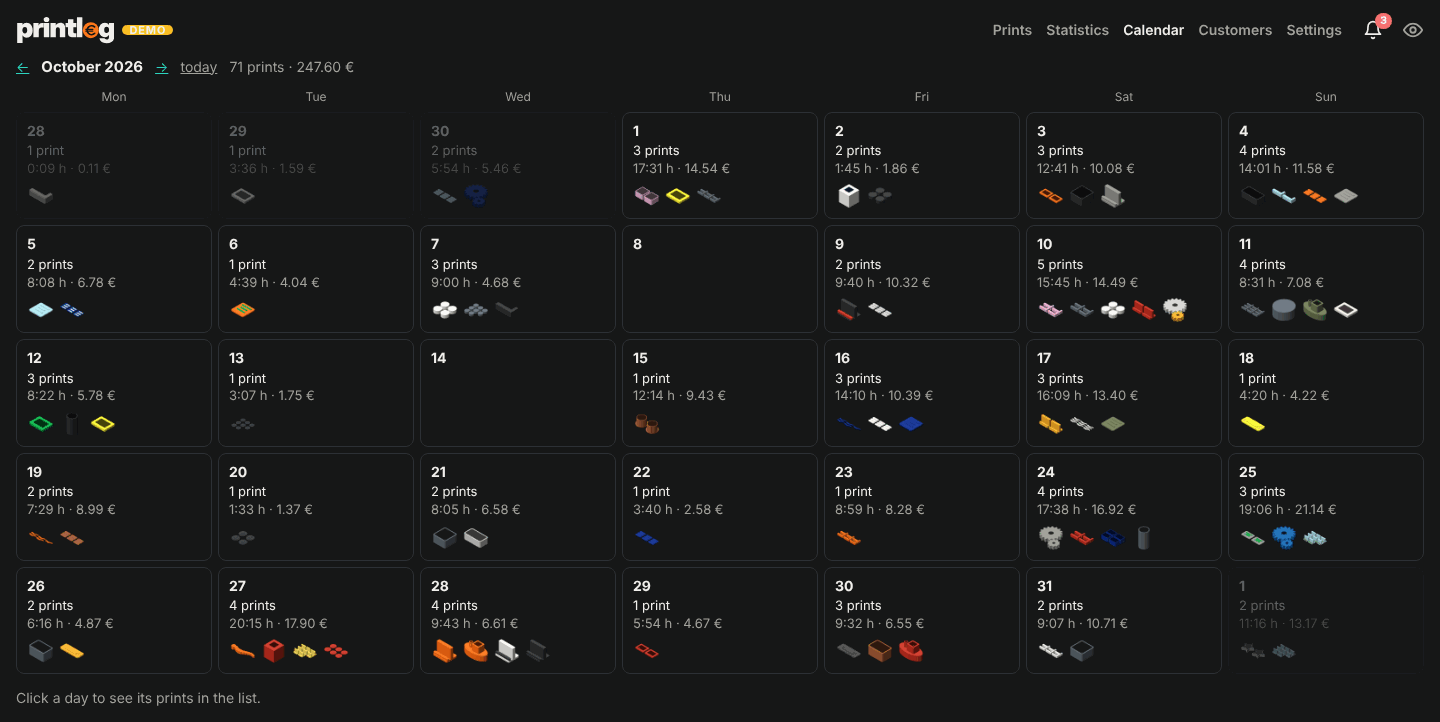 printlog DEMO Prints Statistics Calendar Customers Settings 3
← October 2026 → today 71 prints · 247.60 €
Mon Tue Wed Thu Fri Sat Sun
28 29 30 1 2 3 4
1 print 1 print 2 prints 3 prints 2 prints 3 prints 4 prints
0:09 h · 0.11 € 3:36 h · 1.59 € 5:54 h · 5.46 € 17:31 h · 14.54 € 1:45 h · 1.86 € 12:41 h · 10.08 € 14:01 h · 11.58 €
5 6 7 8 9 10 11
2 prints 1 print 3 prints 2 prints 5 prints 4 prints
8:08 h · 6.78 € 4:39 h · 4.04 € 9:00 h · 4.68 € 9:40 h · 10.32 € 15:45 h · 14.49 € 8:31 h · 7.08 €
12 13 14 15 16 17 18
3 prints 1 print 1 print 3 prints 3 prints 1 print
8:22 h · 5.78 € 3:07 h · 1.75 € 12:14 h · 9.43 € 14:10 h · 10.39 € 16:09 h · 13.40 € 4:20 h · 4.22 €
19 20 21 22 23 24 25
2 prints 1 print 2 prints 1 print 1 print 4 prints 3 prints
7:29 h · 8.99 € 1:33 h · 1.37 € 8:05 h · 6.58 € 3:40 h · 2.58 € 8:59 h · 8.28 € 17:38 h · 16.92 € 19:06 h · 21.14 €
26 27 28 29 30 31 1
2 prints 4 prints 4 prints 1 print 3 prints 2 prints 2 prints
6:16 h · 4.87 € 20:15 h · 17.90 € 9:43 h · 6.61 € 5:54 h · 4.67 € 9:32 h · 6.55 € 9:07 h · 10.71 € 11:16 h · 13.17 €
Click a day to see its prints in the list.